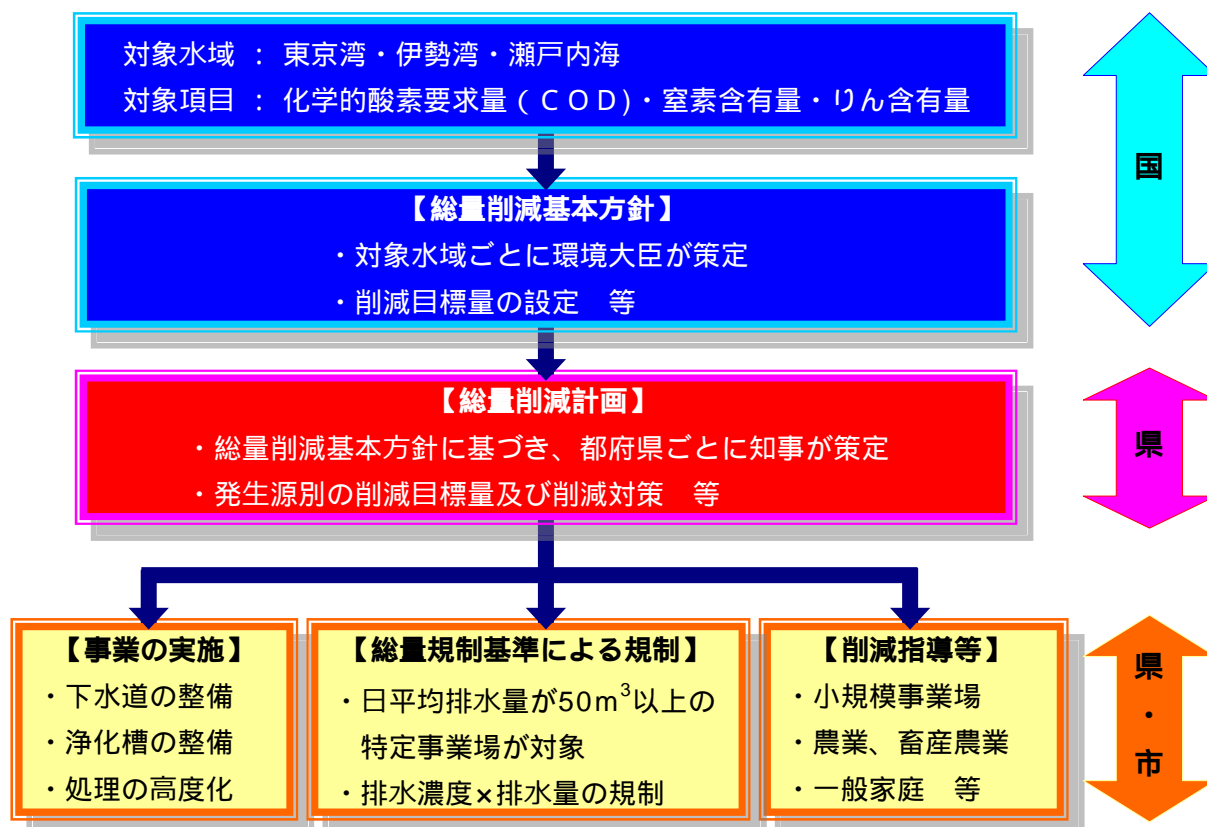 対象水域 : 東京湾・伊勢湾・瀬戸内海
対象項目 : 化学的酸素要求量(COD)・窒素含有量・りん含有量
国
【総量削減基本方針】
・対象水域ごとに環境大臣が策定
・削減目標量の設定 等
【総量削減計画】
・総量削減基本方針に基づき、都府県ごとに知事が策定
・発生源別の削減目標量及び削減対策 等
県
【事業の実施】
・下水道の整備
・浄化槽の整備
・処理の高度化
【総量規制基準による規制】
・日平均排水量が50m³以上の
特定事業場が対象
・排水濃度×排水量の規制
【削減指導等】
・小規模事業場
・農業、畜産農業
・一般家庭 等
県
・
市